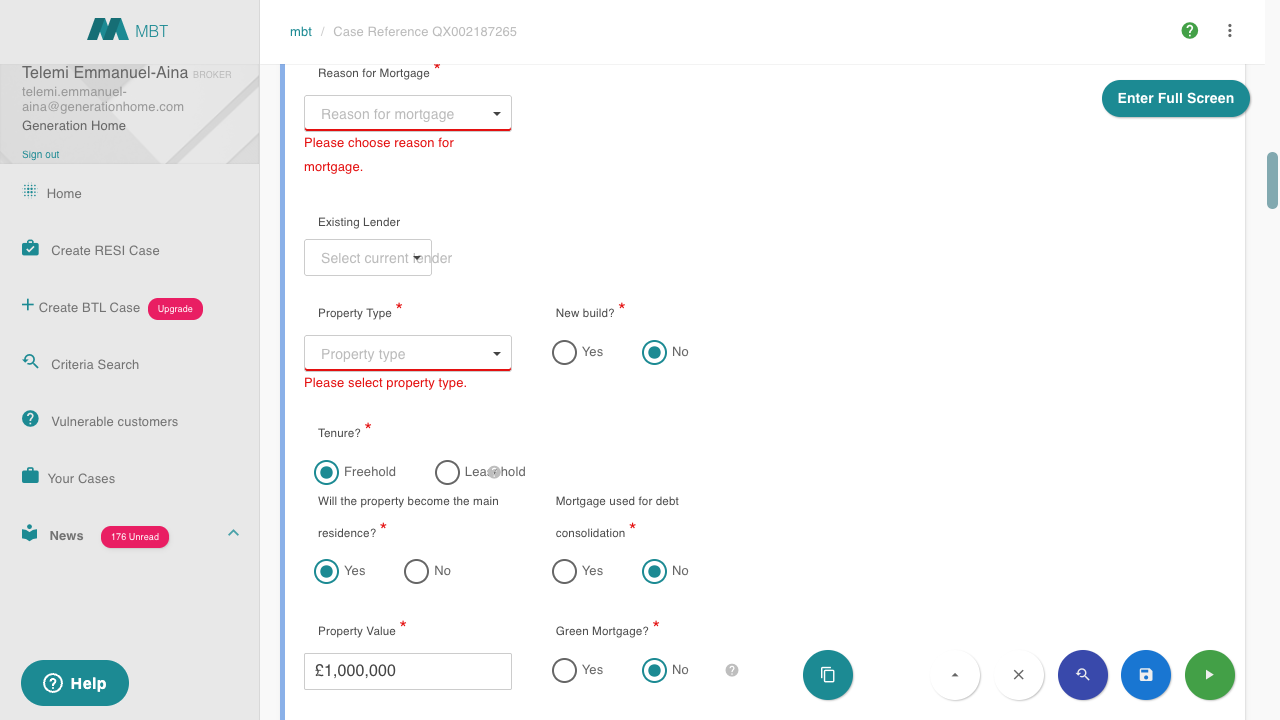 MBT
mbt / Case Reference QX002187265
Telemi Emmanuel-Aina BROKER
telemi.emmanuel-
aina@generationhome.com
Generation Home
Sign out
Home
Create RESI Case
Create BTL Case Upgrade
Criteria Search
Vulnerable customers
Your Cases
News 176 Unread
Help
Enter Full Screen
Reason for Mortgage *
Reason for mortgage
Please choose reason for
mortgage.
Existing Lender
Select current lender
Property Type * New build? *
Property type Yes No
Please select property type.
Tenure? *
Freehold Leasehold
Will the property become the main
residence? *
Mortgage used for debt
consolidation *
Yes No Yes No
Property Value * Green Mortgage? *
£1,000,000 Yes No